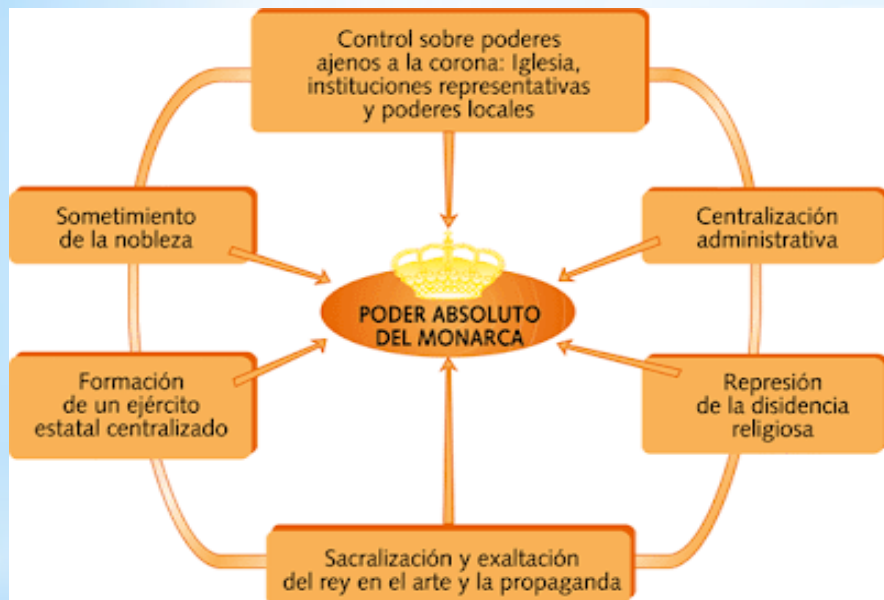 Control sobre poderes
ajenos a la corona: Iglesia,
instituciones representativas
y poderes locales
Sometimiento
de la nobleza
Centralización
administrativa
PODER ABSOLUTO
DEL MONARCA
Formación
de un ejército
estatal centralizado
Represión
de la disidencia
religiosa
Sacralización y exaltación
del rey en el arte y la propaganda